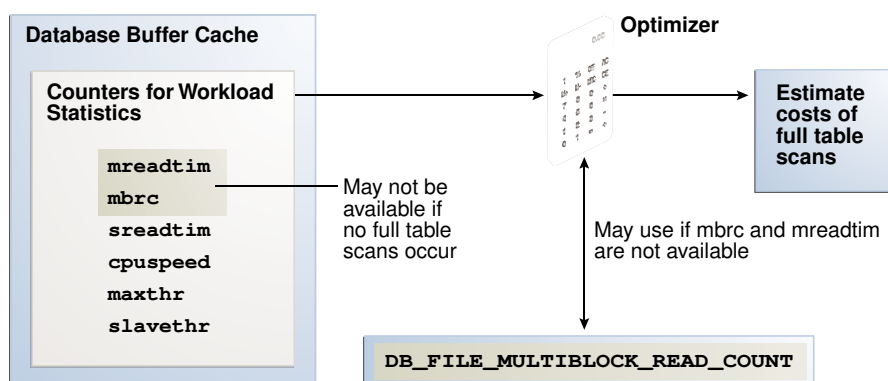 Database Buffer Cache
Counters for Workload
Statistics
mreadtim
mbrc
sreadtim
cpuspeed
maxthr
slavethr
May not be
available if
no full table
scans occur
Optimizer
Estimate
costs of
full table
scans
May use if mbrc and mreadtim
are not available
DB_FILE_MULTIBLOCK_READ_COUNT